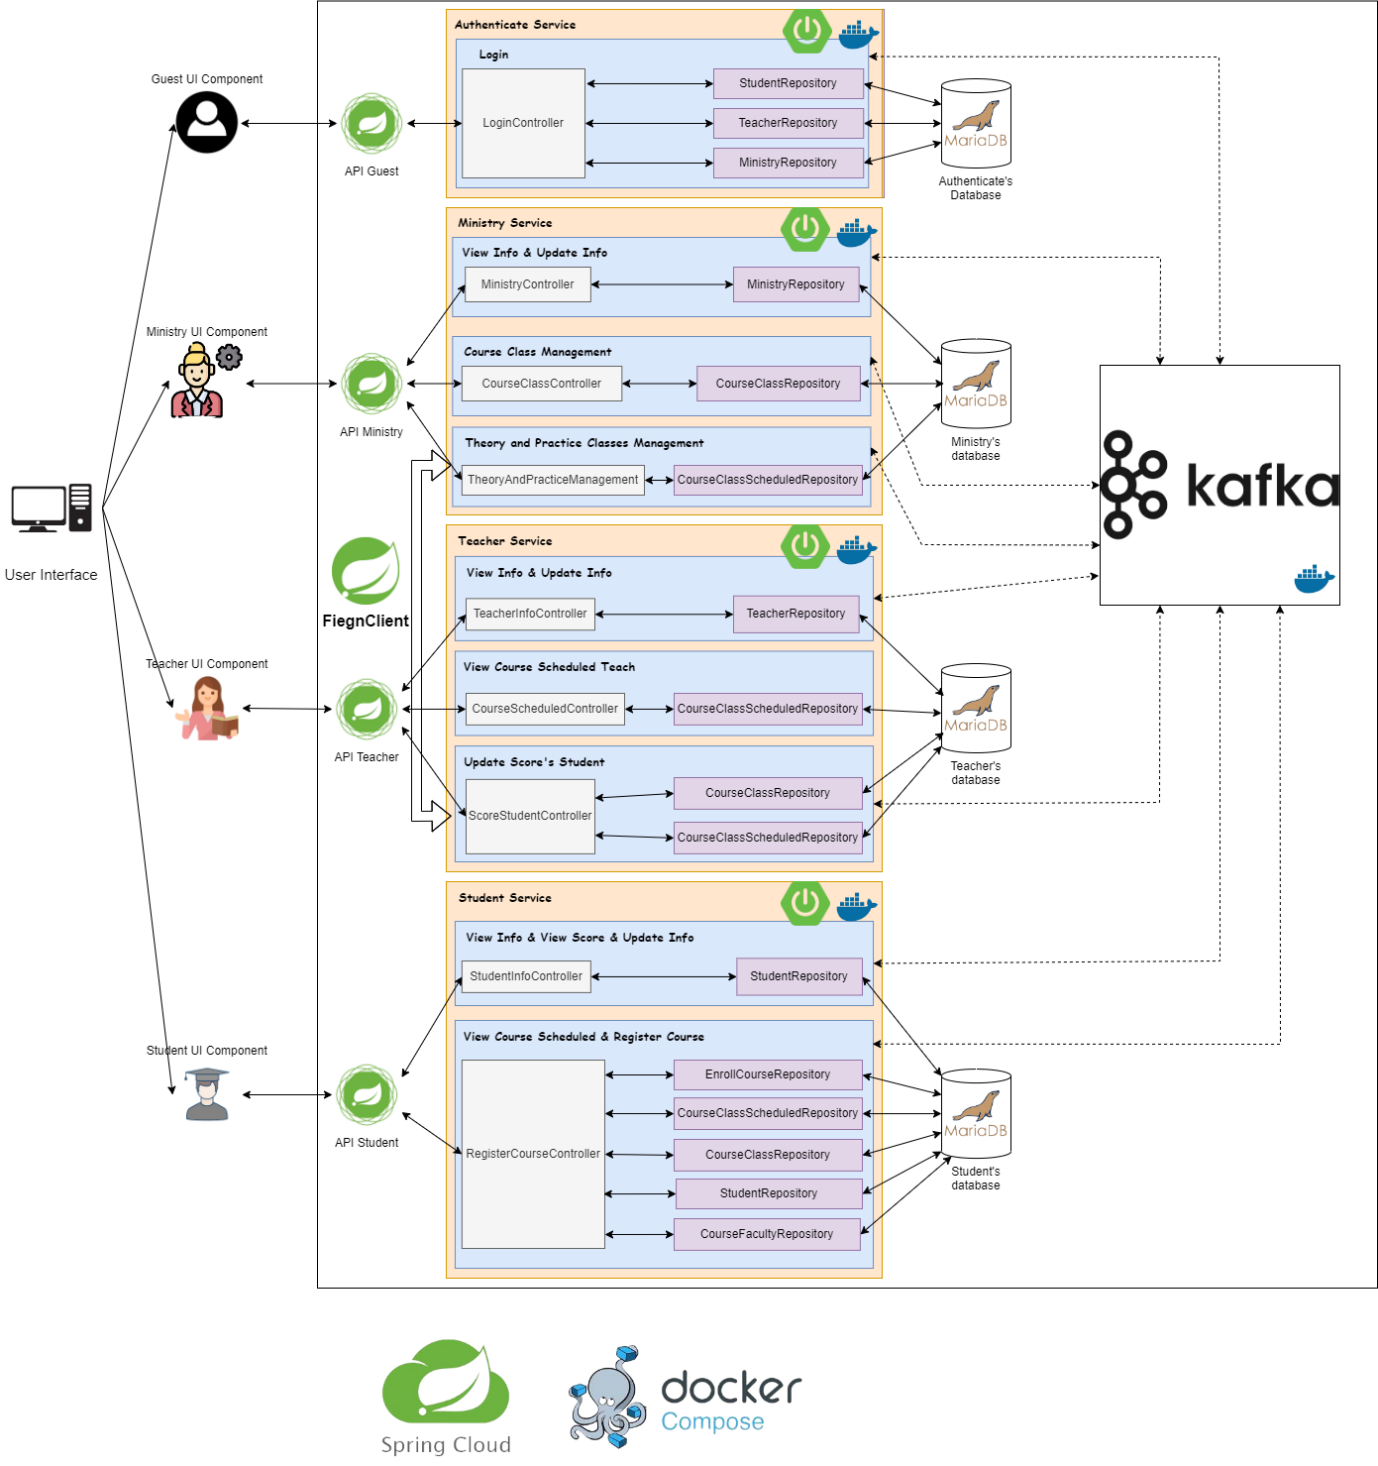 Authenticate Service
Login
Guest UI Component
LoginController
StudentRepository
TeacherRepository
MinistryRepository
MariaDB
API Guest
Authenticate's
Database
Ministry Service
View Info & Update Info
MinistryController
MinistryRepository
Ministry UI Component
Course Class Management
CourseClassController
CourseClassRepository
MariaDB
API Ministry
Ministry's
database
Theory and Practice Classes Management
TheoryAndPracticeManagement
CourseClassScheduledRepository
kafka
User Interface
FiegnClient
Teacher Service
View Info & Update Info
TeacherInfoController
TeacherRepository
Teacher UI Component
View Course Scheduled Teach
CourseScheduledController
CourseClassScheduledRepository
MariaDB
API Teacher
Teacher's
database
Update Score's Student
ScoreStudentController
CourseClassRepository
CourseClassScheduledRepository
Student Service
View Info & View Score & Update Info
StudentInfoController
StudentRepository
View Course Scheduled & Register Course
Student UI Component
RegisterCourseController
EnrollCourseRepository
CourseClassScheduledRepository
CourseClassRepository
StudentRepository
CourseFacultyRepository
MariaDB
API Student
Student's
database
Spring Cloud
docker
Compose